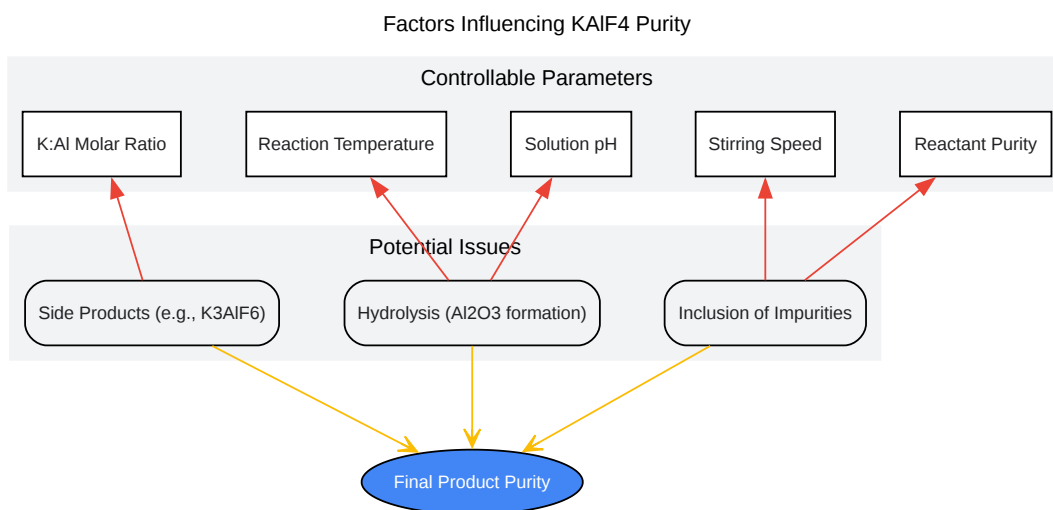 Factors Influencing KAlF4 Purity
Controllable Parameters
K:Al Molar Ratio
Reaction Temperature
Solution pH
Stirring Speed
Reactant Purity
Potential Issues
Side Products (e.g., K3AlF6)
Hydrolysis (Al2O3 formation)
Inclusion of Impurities
Final Product Purity